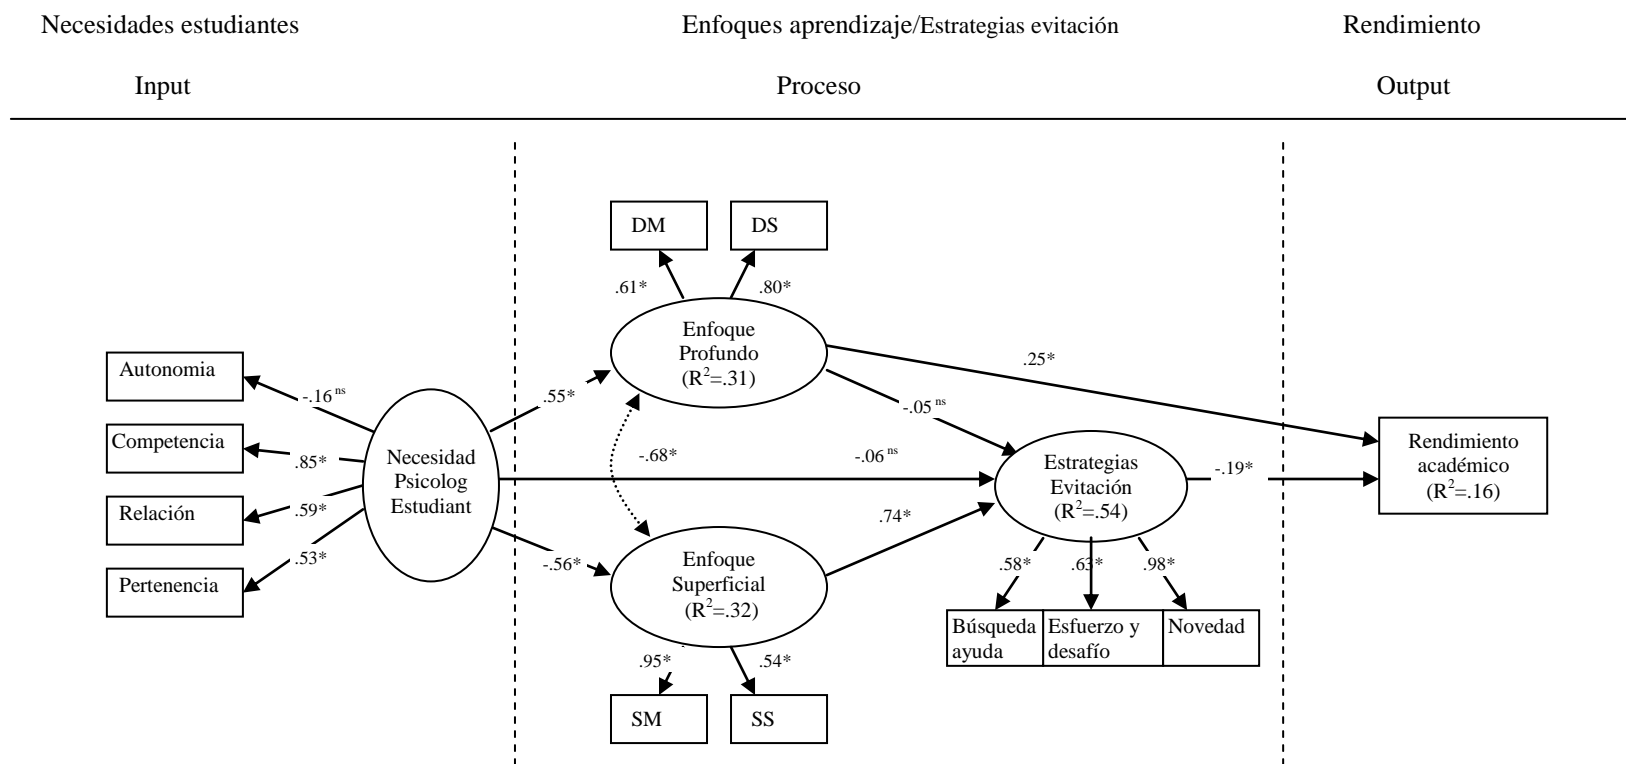 Necesidades estudiantes
Enfoques aprendizaje/Estrategias evitación
Rendimiento
Input
Proceso
Output
DM
DS
.61*
.80*
Enfoque
Profundo
(R²=.31)
Autonomia
-.16 ns
.55*
.25*
-.05 ns
Competencia
.85*
Necesidad
Psicolog
Estudiant
-.68*
-.06 ns
Estrategias
Evitación
(R²=.54)
-.19*
Rendimiento
académico
(R²=.16)
Relación
.59*
.74*
Pertenencia
.53*
-.56*
Enfoque
Superficial
(R²=.32)
.58*
.63*
.98*
Búsqueda
ayuda
Esfuerzo y
desafío
Novedad
.95*
.54*
SM
SS